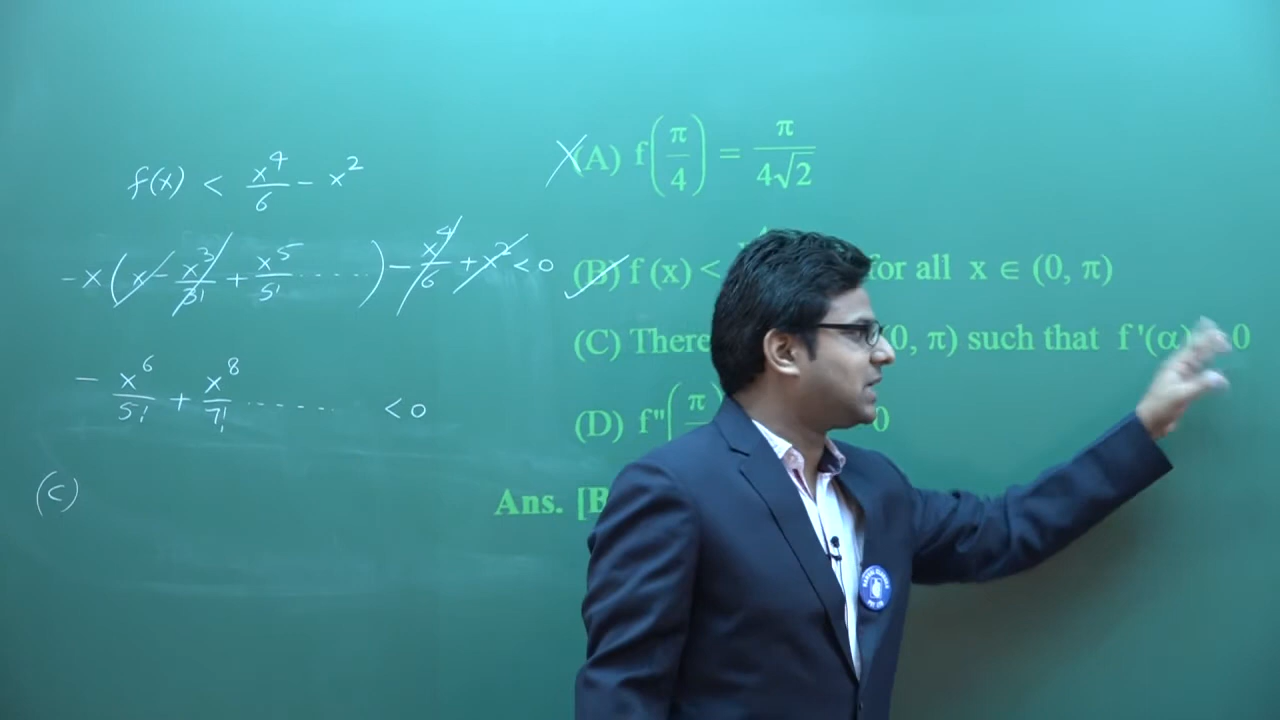 f(x) < x⁴/6 - x²
- x(x - x³/3! + x⁵/5! ........) - x⁴/6 + x² < 0
- x⁶/5! + x⁸/7! ....... < 0
(C)
(A) f(π/4) = π/(4√2)
(B) f(x) < for all x ∈ (0, π)
(C) There (0, π) such that f'(α) 0
(D) f''(π 0
Ans. [B